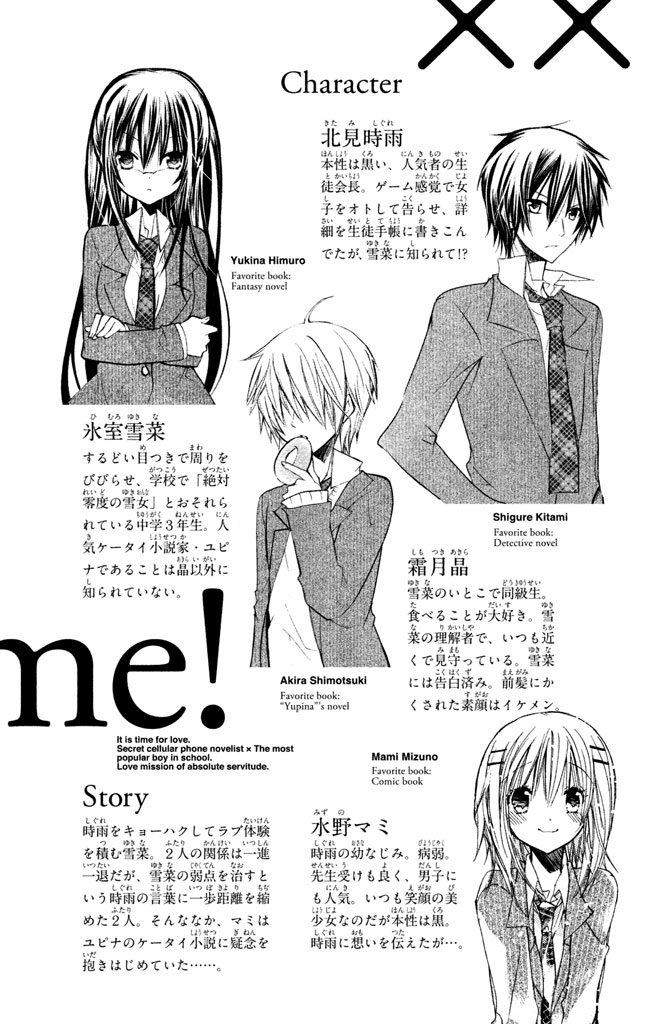 ××
Character
北見時雨
本性は黒い、人気者の生
徒会長。ゲーム感覚で女
子をオトして告らせ、詳
細を生徒手帳に書きこん
でたが、雪菜に知られて!?
Yukina Himuro
Favorite book:
Fantasy novel
氷室雪菜
するどい目つきで周りを
びびらせ、学校で「絶対
零度の雪女」とおそれら
れている中学3年生。人
気ケータイ小説家・ユピ
ナであることは晶以外に
知られていない。
Shigure Kitami
Favorite book:
Detective novel
霜月晶
雪菜のいとこで同級生。
食べることが大好き。雪
菜の理解者で、いつも近
くで見守っている。雪菜
には告白済み。前髪にか
くされた素顔はイケメン。
Akira Shimotsuki
Favorite book:
“Yupina”'s novel
me!
It is time for love.
Secret cellular phone novelist × The most
popular boy in school.
Love mission of absolute servitude.
Mami Mizuno
Favorite book:
Comic book
Story
時雨をキョーハクしてラブ体験
を積む雪菜。2人の関係は一進
一退だが、雪菜の弱点を治すと
いう時雨の言葉に一歩距離を縮
めた2人。そんななか、マミは
ユピナのケータイ小説に疑念を
抱きはじめていた……。
水野マミ
時雨の幼なじみ。病弱。
先生受けも良く、男子に
も人気。いつも笑顔の美
少女なのだが本性は黒。
時雨に想いを伝えたが…。